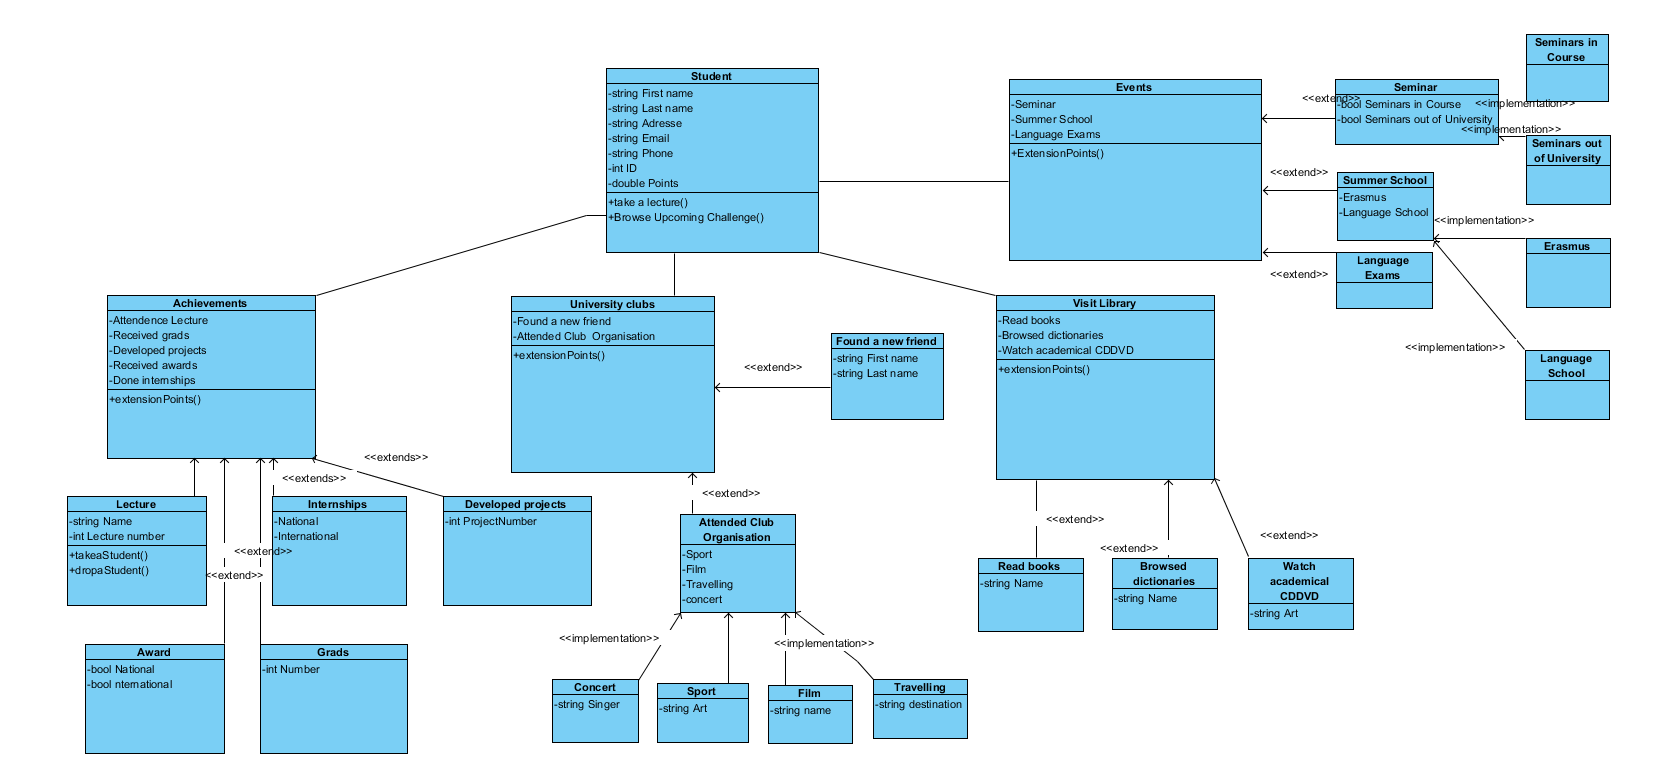 Student
-string First name
-string Last name
-string Adresse
-string Email
-string Phone
-int ID
-double Points
+take a lecture()
+Browse Upcoming Challenge()
Events
-Seminar
-Summer School
-Language Exams
+ExtensionPoints()
<<extend>>
Seminar
-bool Seminars in Course
-bool Seminars out of University
<<implementation>>
<<implementation>>
Seminars in
Course
Seminars out
of University
<<extend>>
Summer School
-Erasmus
-Language School
<<implementation>>
Erasmus
<<extend>>
Language
Exams
<<implementation>>
Language
School
Achievements
-Attendence Lecture
-Received grads
-Developed projects
-Received awards
-Done internships
+extensionPoints()
University clubs
-Found a new friend
-Attended Club  Organisation
+extensionPoints()
<<extend>>
Found a new friend
-string First name
-string Last name
Visit Library
-Read books
-Browsed dictionaries
-Watch academical CDDVD
+extensionPoints()
<<extends>>
<<extends>>
Lecture
-string Name
-int Lecture number
+takeaStudent()
+dropaStudent()
<<extend>>
<<extend>>
Internships
-National
-International
Developed projects
-int ProjectNumber
Award
-bool National
-bool nternational
Grads
-int Number
<<extend>>
Attended Club
Organisation
-Sport
-Film
-Travelling
-concert
<<implementation>>
<<implementation>>
Concert
-string Singer
Sport
-string Art
Film
-string name
Travelling
-string destination
<<extend>>
<<extend>>
<<extend>>
Read books
-string Name
Browsed
dictionaries
-string Name
Watch
academical
CDDVD
-string Art